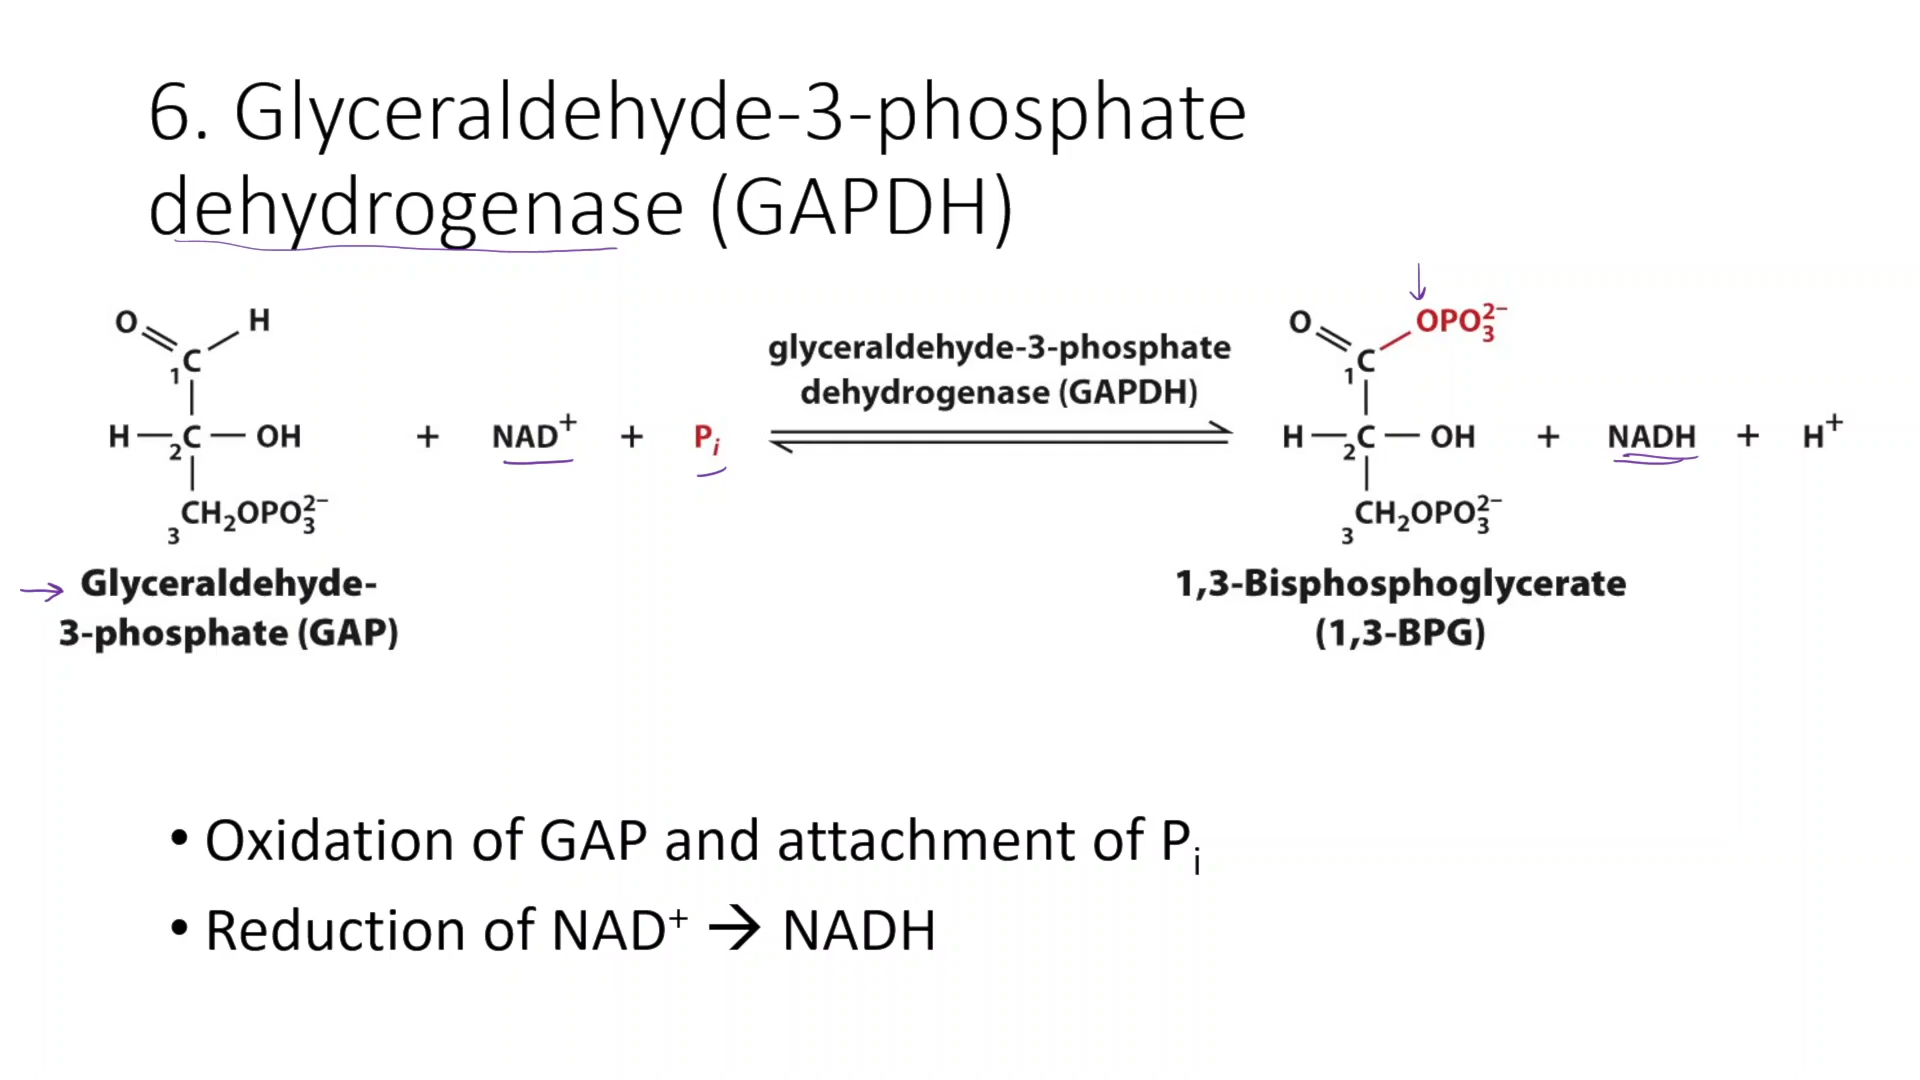 6. Glyceraldehyde-3-phosphate
dehydrogenase (GAPDH)
O H
1 C
H — 2 C — OH
3 CH₂OPO₃²⁻
Glyceraldehyde-
3-phosphate (GAP)
+ NAD⁺ + Pᵢ
glyceraldehyde-3-phosphate
dehydrogenase (GAPDH)
O OPO₃²⁻
1 C
H — 2 C — OH
3 CH₂OPO₃²⁻
1,3-Bisphosphoglycerate
(1,3-BPG)
+ NADH + H⁺
• Oxidation of GAP and attachment of Pᵢ
• Reduction of NAD⁺ → NADH